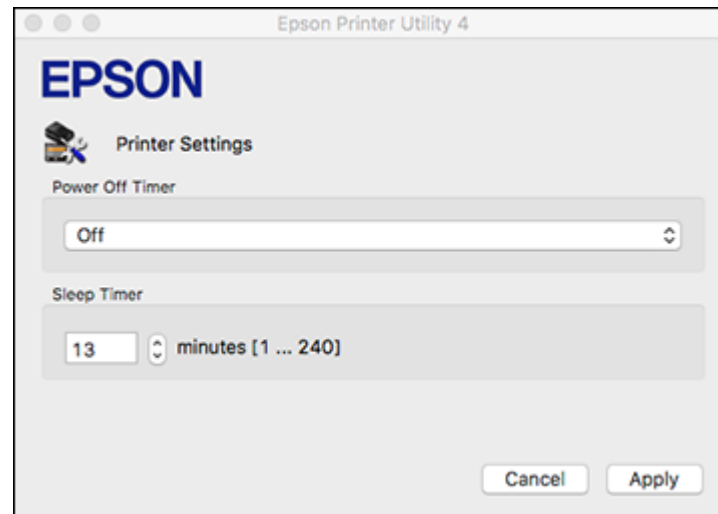 Epson Printer Utility 4
EPSON
Printer Settings
Power Off Timer
Off
Sleep Timer
13 minutes [1 ... 240]
Cancel Apply